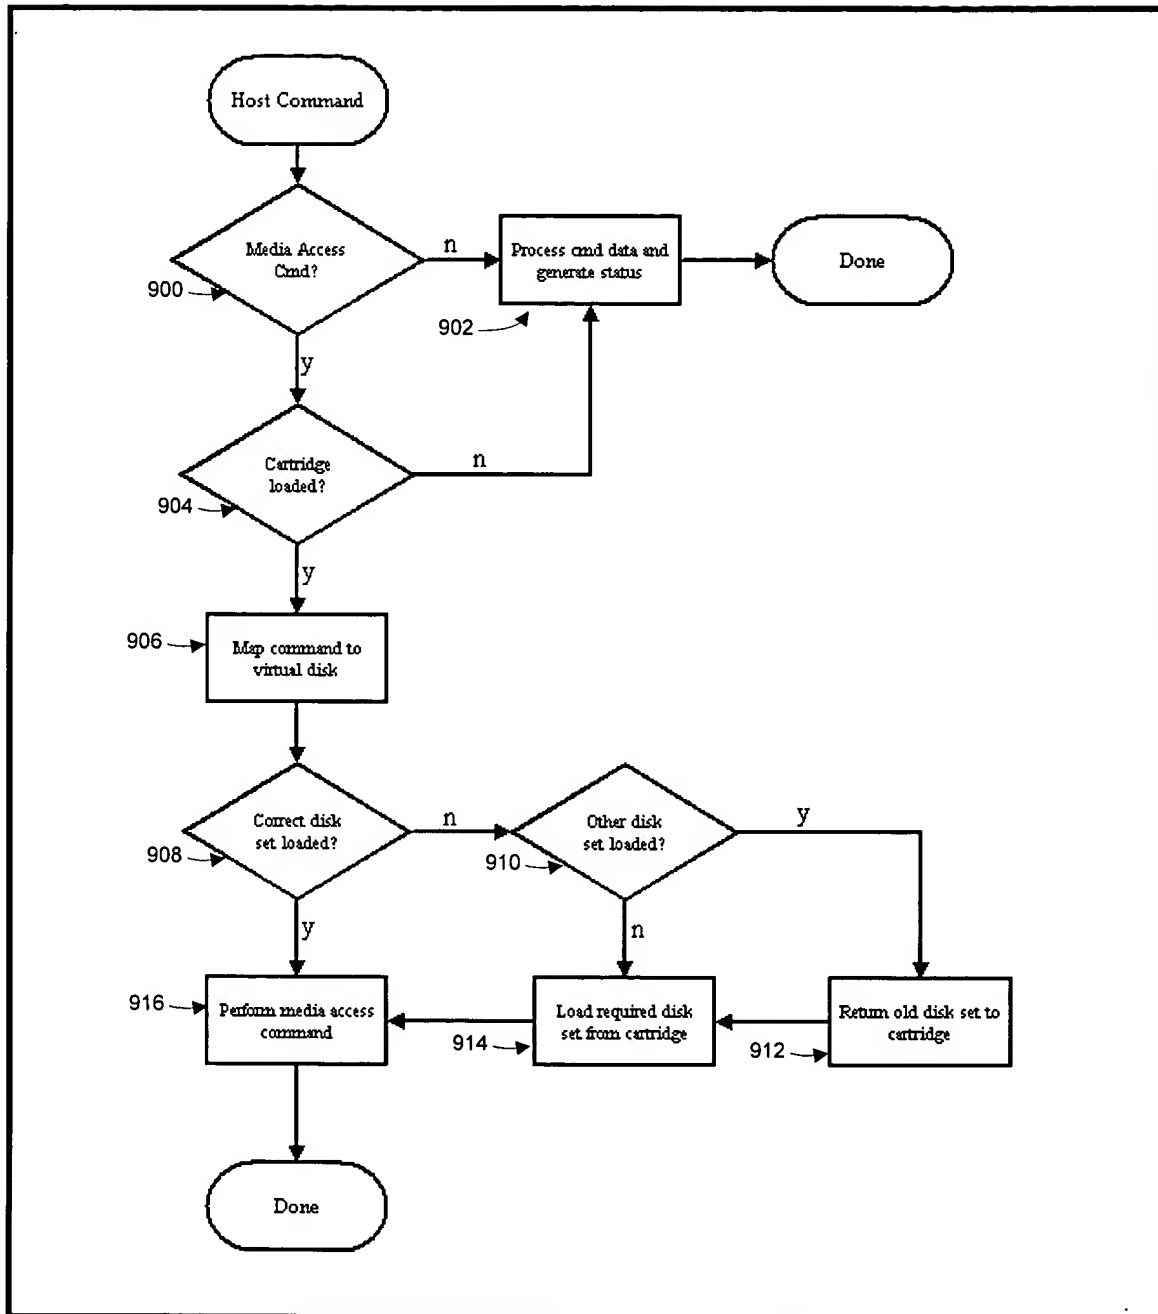 Host Command
Media Access
Cmd?
900
n
Process cmd data and
generate status
902
Done
y
Cartridge
loaded?
904
n
y
906
Map command to
virtual disk
Correct disk
set loaded?
908
n
Other disk
set loaded?
910
y
y
n
916
Perform media access
command
Load required disk
set from cartridge
914
Return old disk set to
cartridge
912
Done